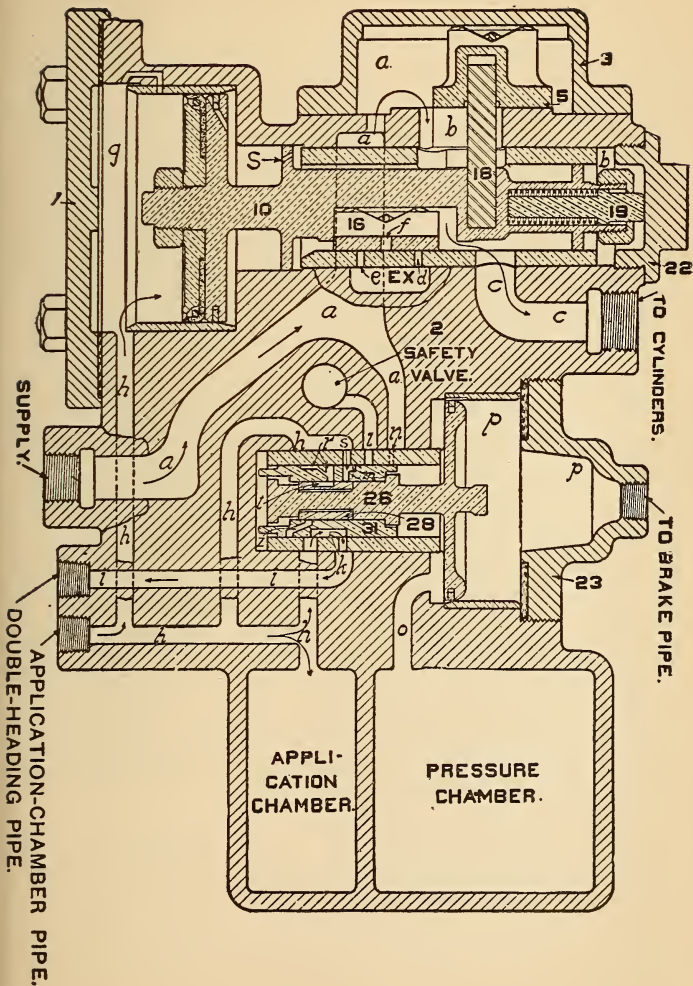 a
3
5
b
g
a
S
18
b
1
10
16
f
19
22
e EX d
c
c
a
2
SAFETY
VALVE.
a
TO CYLINDERS.
h
p
p
SUPPLY.
a
h
r
s
l
n
h
26
t
31
28
23
TO BRAKE PIPE.
h
k
l
l
o
h
h
APPLI-
CATION
CHAMBER.
PRESSURE
CHAMBER.
APPLICATION-CHAMBER PIPE.
DOUBLE-HEADING PIPE.